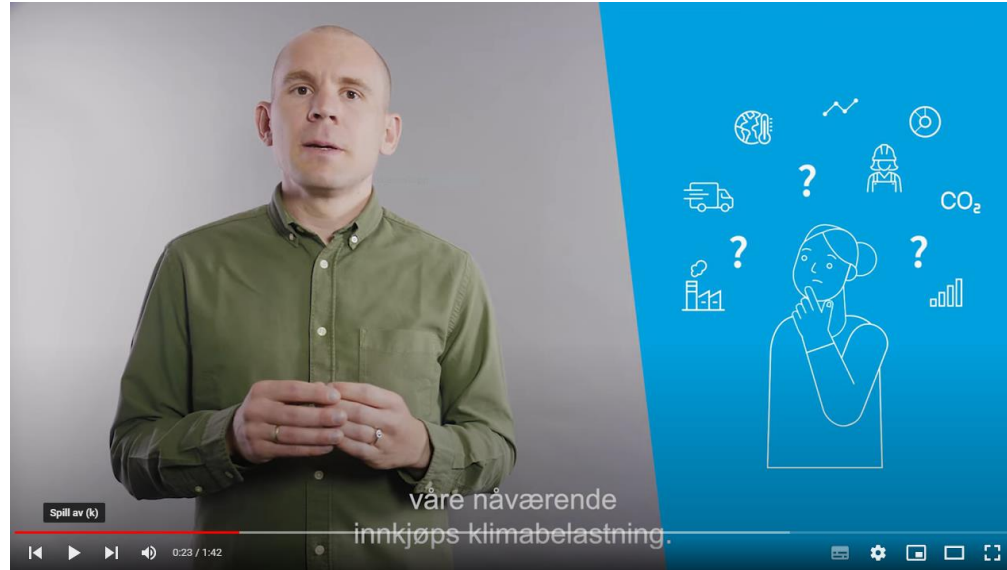 ?
CO₂
?
?
våre nåværende
innkjøps klimabelastning.
Spill av (k)
0:23 / 1:42